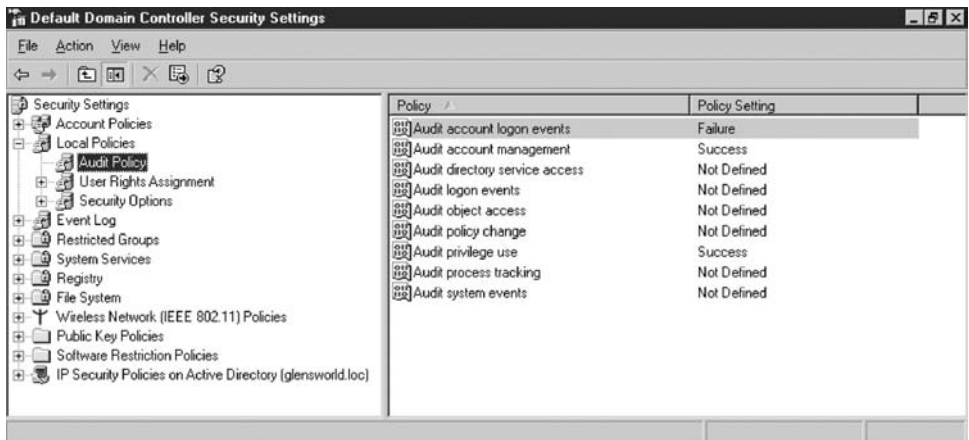 Default Domain Controller Security Settings
File Action View Help
Security Settings
Account Policies
Local Policies
Audit Policy
User Rights Assignment
Security Options
Event Log
Restricted Groups
System Services
Registry
File System
Wireless Network (IEEE 802.11) Policies
Public Key Policies
Software Restriction Policies
IP Security Policies on Active Directory (glensworld.loc)
Policy Policy Setting
Audit account logon events Failure
Audit account management Success
Audit directory service access Not Defined
Audit logon events Not Defined
Audit object access Not Defined
Audit policy change Not Defined
Audit privilege use Success
Audit process tracking Not Defined
Audit system events Not Defined